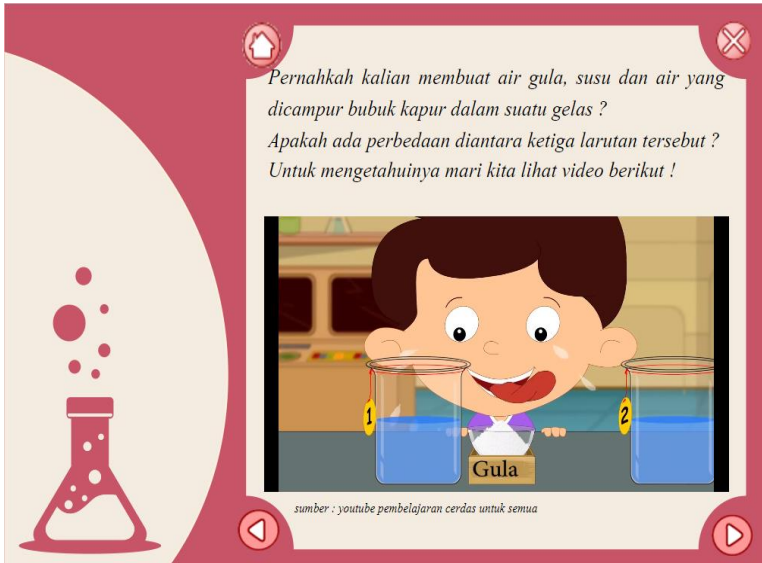 Pernahkah kalian membuat air gula, susu dan air yang
dicampur bubuk kapur dalam suatu gelas ?
Apakah ada perbedaan diantara ketiga larutan tersebut ?
Untuk mengetahuinya mari kita lihat video berikut !
1
2
Gula
sumber : youtube pembelajaran cerdas untuk semua